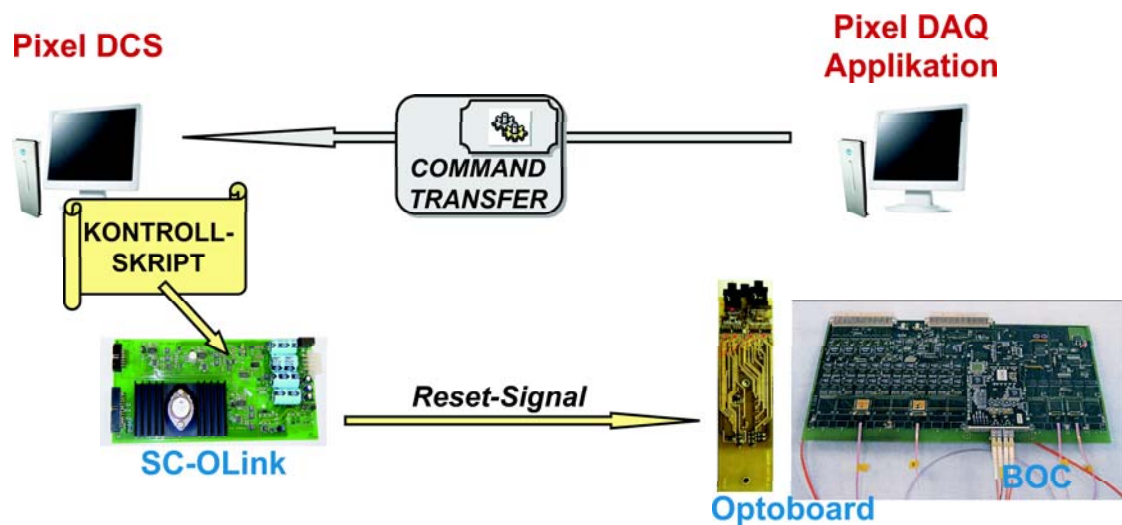 Pixel DCS
Pixel DAQ
Applikation
COMMAND
TRANSFER
KONTROLL-
SKRIPT
Reset-Signal
SC-OLink
Optoboard
BOC